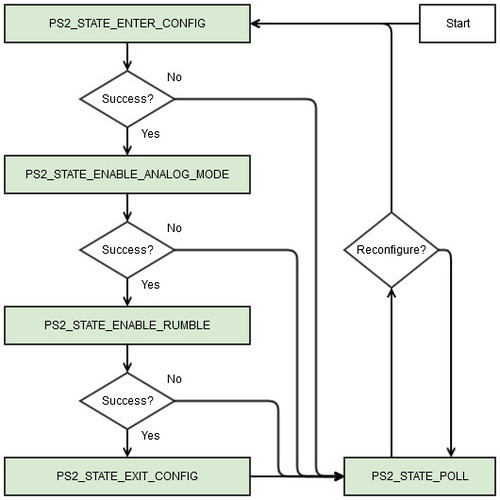 PS2_STATE_ENTER_CONFIG
Start
No
Success?
Yes
PS2_STATE_ENABLE_ANALOG_MODE
No
Success?
Reconfigure?
Yes
PS2_STATE_ENABLE_RUMBLE
No
Success?
Yes
PS2_STATE_EXIT_CONFIG
PS2_STATE_POLL